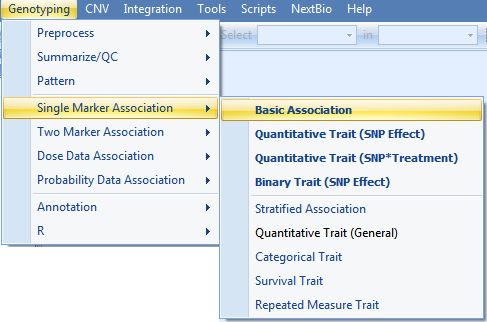 Genotyping CNV Integration Tools Scripts NextBio Help
Select in
Preprocess
Summarize/QC
Pattern
Single Marker Association
Two Marker Association
Dose Data Association
Probability Data Association
Annotation
R
Basic Association
Quantitative Trait (SNP Effect)
Quantitative Trait (SNP*Treatment)
Binary Trait (SNP Effect)
Stratified Association
Quantitative Trait (General)
Categorical Trait
Survival Trait
Repeated Measure Trait